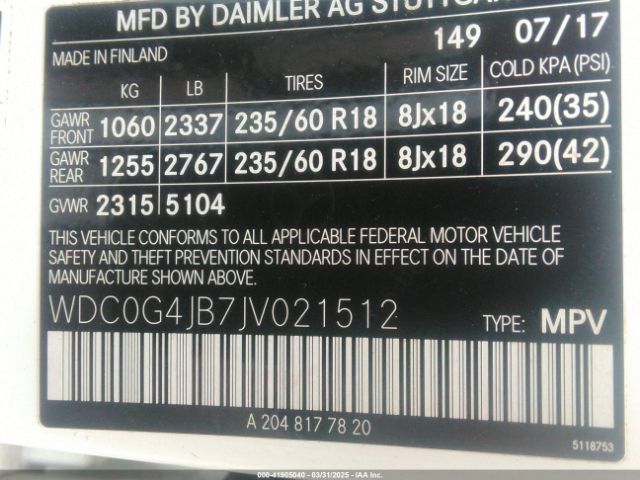 MFD BY DAIMLER AG STUTTGAR
MADE IN FINLAND 149 07/17
KG LB TIRES RIM SIZE COLD KPA(PSI)
GAWR FRONT 1060 2337 235/60 R18 8Jx18 240(35)
GAWR REAR 1255 2767 235/60 R18 8Jx18 290(42)
GVWR 2315 5104
THIS VEHICLE CONFORMS TO ALL APPLICABLE FEDERAL MOTOR VEHICLE
SAFETY AND THEFT PREVENTION STANDARDS IN EFFECT ON THE DATE OF
MANUFACTURE SHOWN ABOVE.
WDC0G4JB7JV021512 TYPE: MPV
A 204 817 78 20
5118753
000-41905040 - 03/31/2025 - IAA Inc.